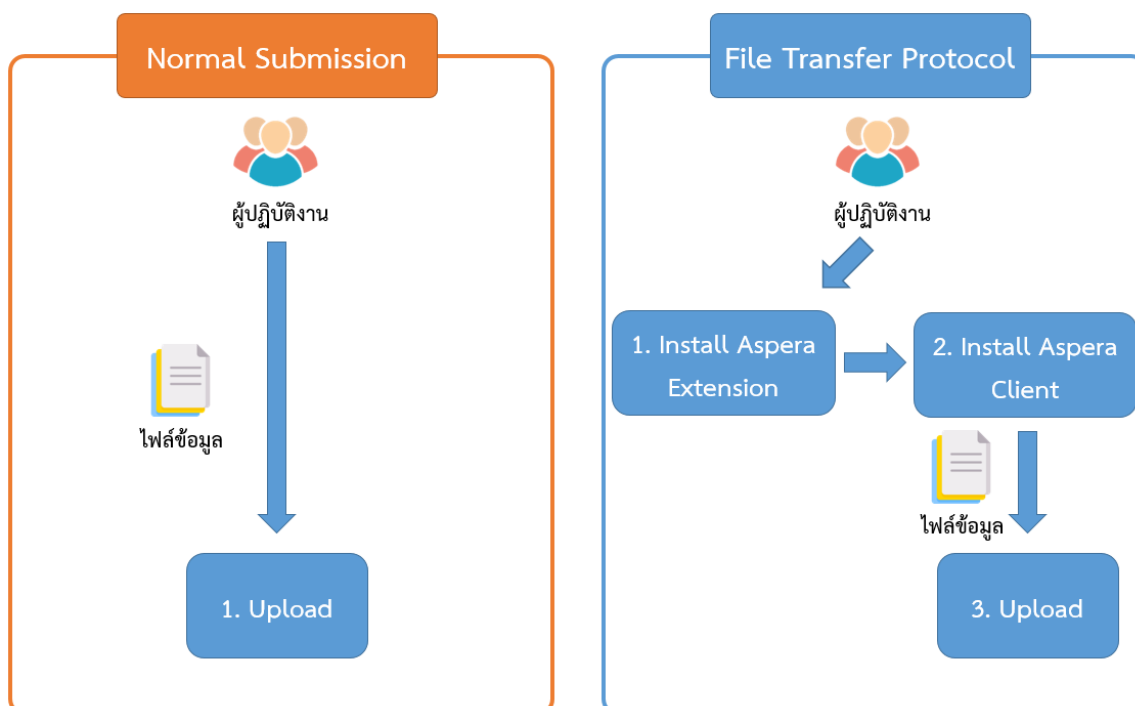 Normal Submission
ผู้ปฏิบัติงาน
ไฟล์ข้อมูล
1. Upload
File Transfer Protocol
ผู้ปฏิบัติงาน
1. Install Aspera
Extension
2. Install Aspera
Client
ไฟล์ข้อมูล
3. Upload